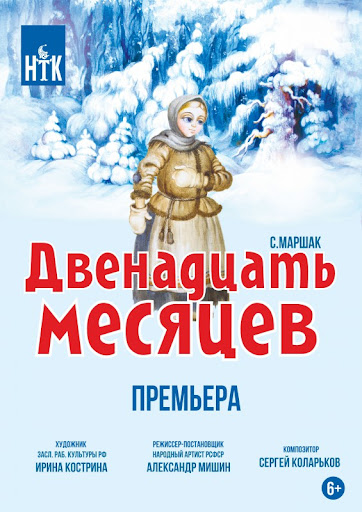 НТК
С.МАРШАК
Двенадцать
месяцев
ПРЕМЬЕРА
ХУДОЖНИК
ЗАСЛ. РАБ. КУЛЬТУРЫ РФ
ИРИНА КОСТРИНА
РЕЖИССЕР-ПОСТАНОВЩИК
НАРОДНЫЙ АРТИСТ РСФСР
АЛЕКСАНДР МИШИН
КОМПОЗИТОР
СЕРГЕЙ КОЛАРЬКОВ
6+